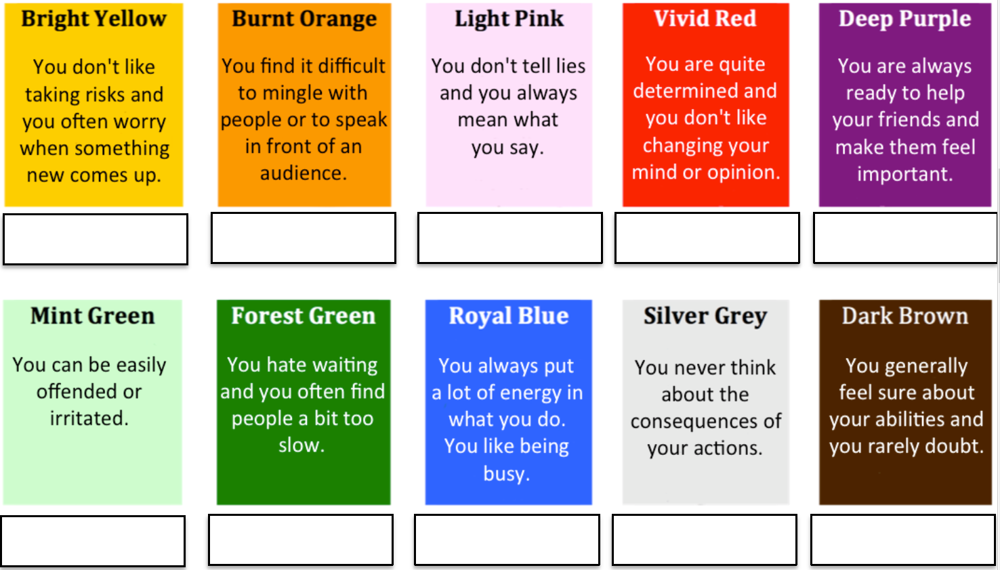 Bright Yellow
You don't like
taking risks and
you often worry
when something
new comes up.
Burnt Orange
You find it difficult
to mingle with
people or to speak
in front of an
audience.
Light Pink
You don't tell lies
and you always
mean what
you say.
Vivid Red
You are quite
determined and
you don't like
changing your
mind or opinion.
Deep Purple
You are always
ready to help
your friends and
make them feel
important.
Mint Green
You can be easily
offended or
irritated.
Forest Green
You hate waiting
and you often find
people a bit too
slow.
Royal Blue
You always put
a lot of energy in
what you do.
You like being
busy.
Silver Grey
You never think
about the
consequences of
your actions.
Dark Brown
You generally
feel sure about
your abilities and
you rarely doubt.